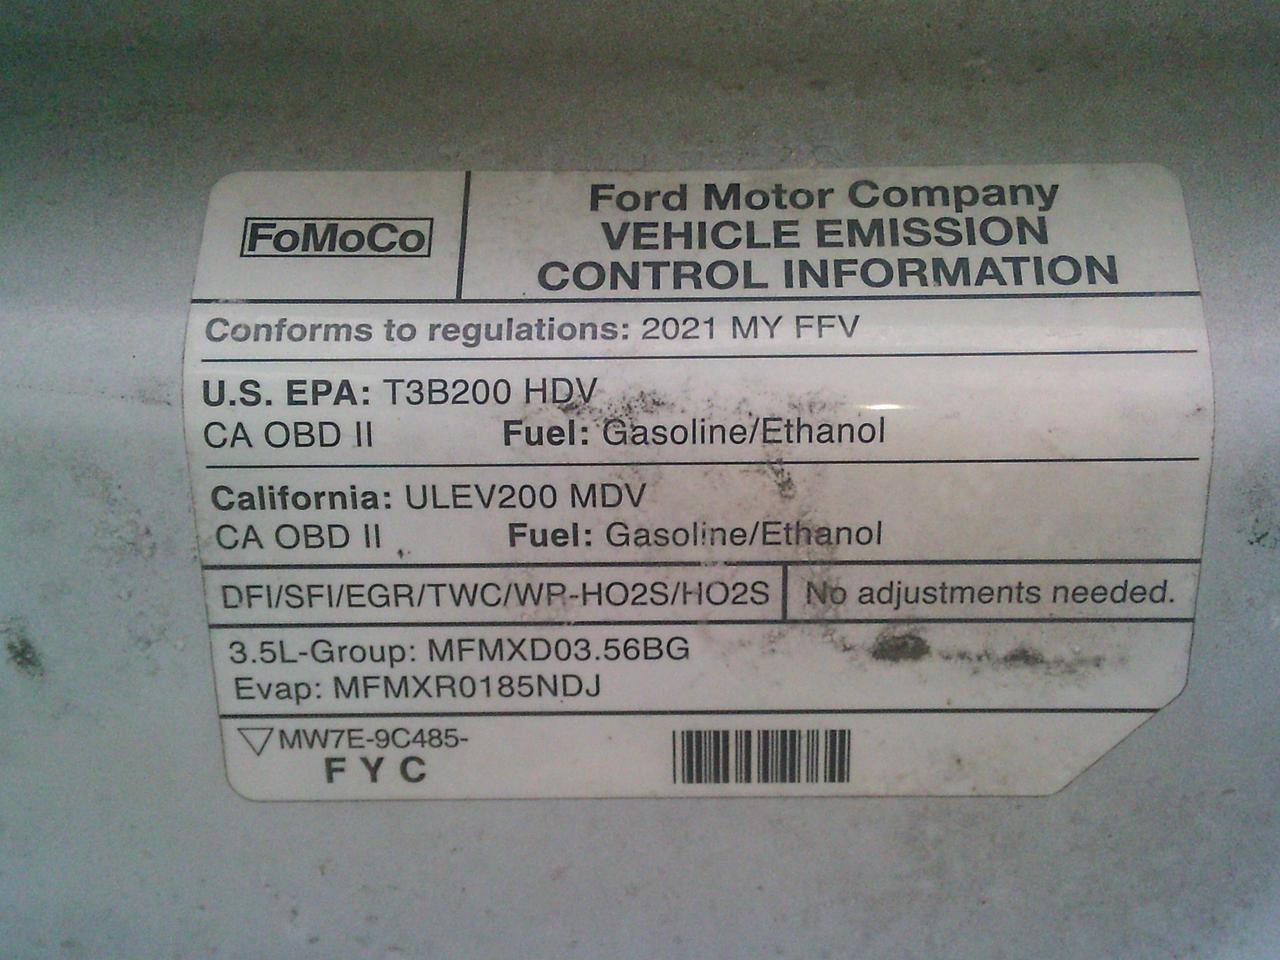 FoMoCo
Ford Motor Company
VEHICLE EMISSION
CONTROL INFORMATION
Conforms to regulations: 2021 MY FFV
U.S. EPA: T3B200 HDV
CA OBD II Fuel: Gasoline/Ethanol
California: ULEV200 MDV
CA OBD II Fuel: Gasoline/Ethanol
DFI/SFI/EGR/TWC/WR-HO2S/HO2S No adjustments needed.
3.5L-Group: MFMXD03.56BG
Evap: MFMXR0185NDJ
MW7E-9C485-
F Y C